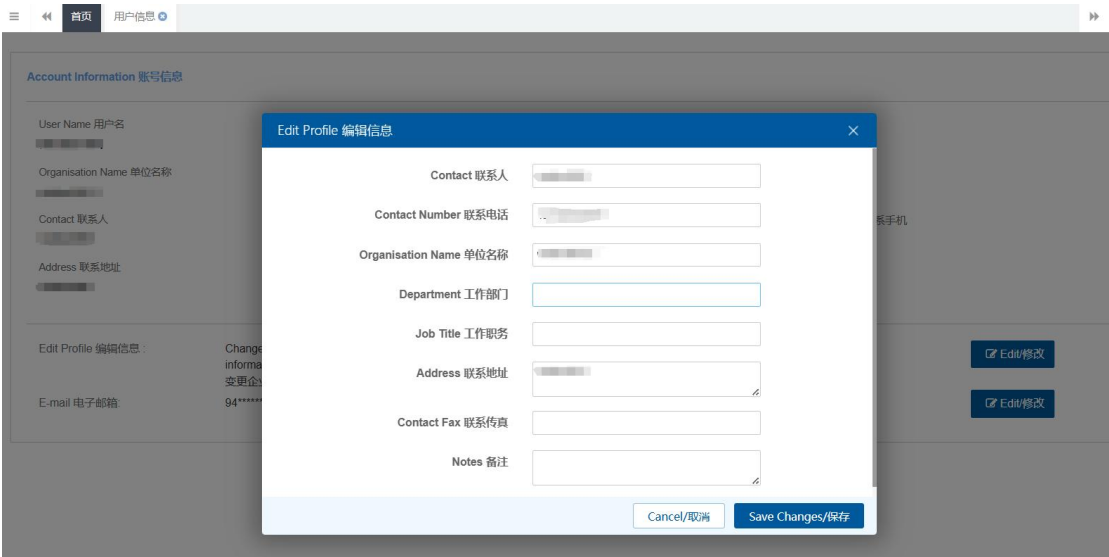 首页 用户信息
Account Information 账号信息
User Name 用户名
Organisation Name 单位名称
Contact 联系人
系手机
Address 联系地址
Edit Profile 编辑信息 :
Change
informa
变更企业
Edit/修改
E-mail 电子邮箱:
94******
Edit/修改
Edit Profile 编辑信息
Contact 联系人
Contact Number 联系电话
Organisation Name 单位名称
Department 工作部门
Job Title 工作职务
Address 联系地址
Contact Fax 联系传真
Notes 备注
Cancel/取消 Save Changes/保存